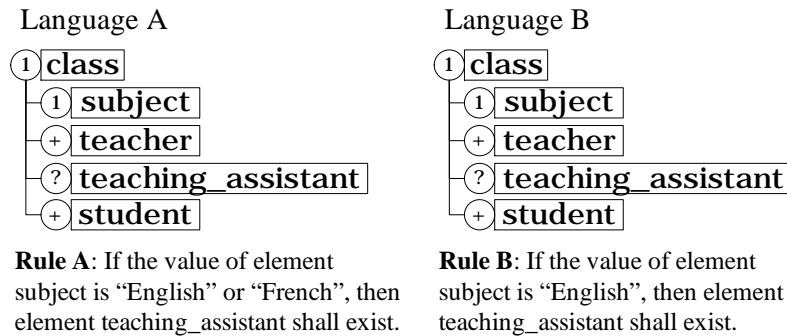 Language A
1 class
1 subject
+ teacher
? teaching_assistant
+ student
Rule A: If the value of element
subject is “English” or “French”, then
element teaching_assistant shall exist.
Language B
1 class
1 subject
+ teacher
? teaching_assistant
+ student
Rule B: If the value of element
subject is “English”, then element
teaching_assistant shall exist.